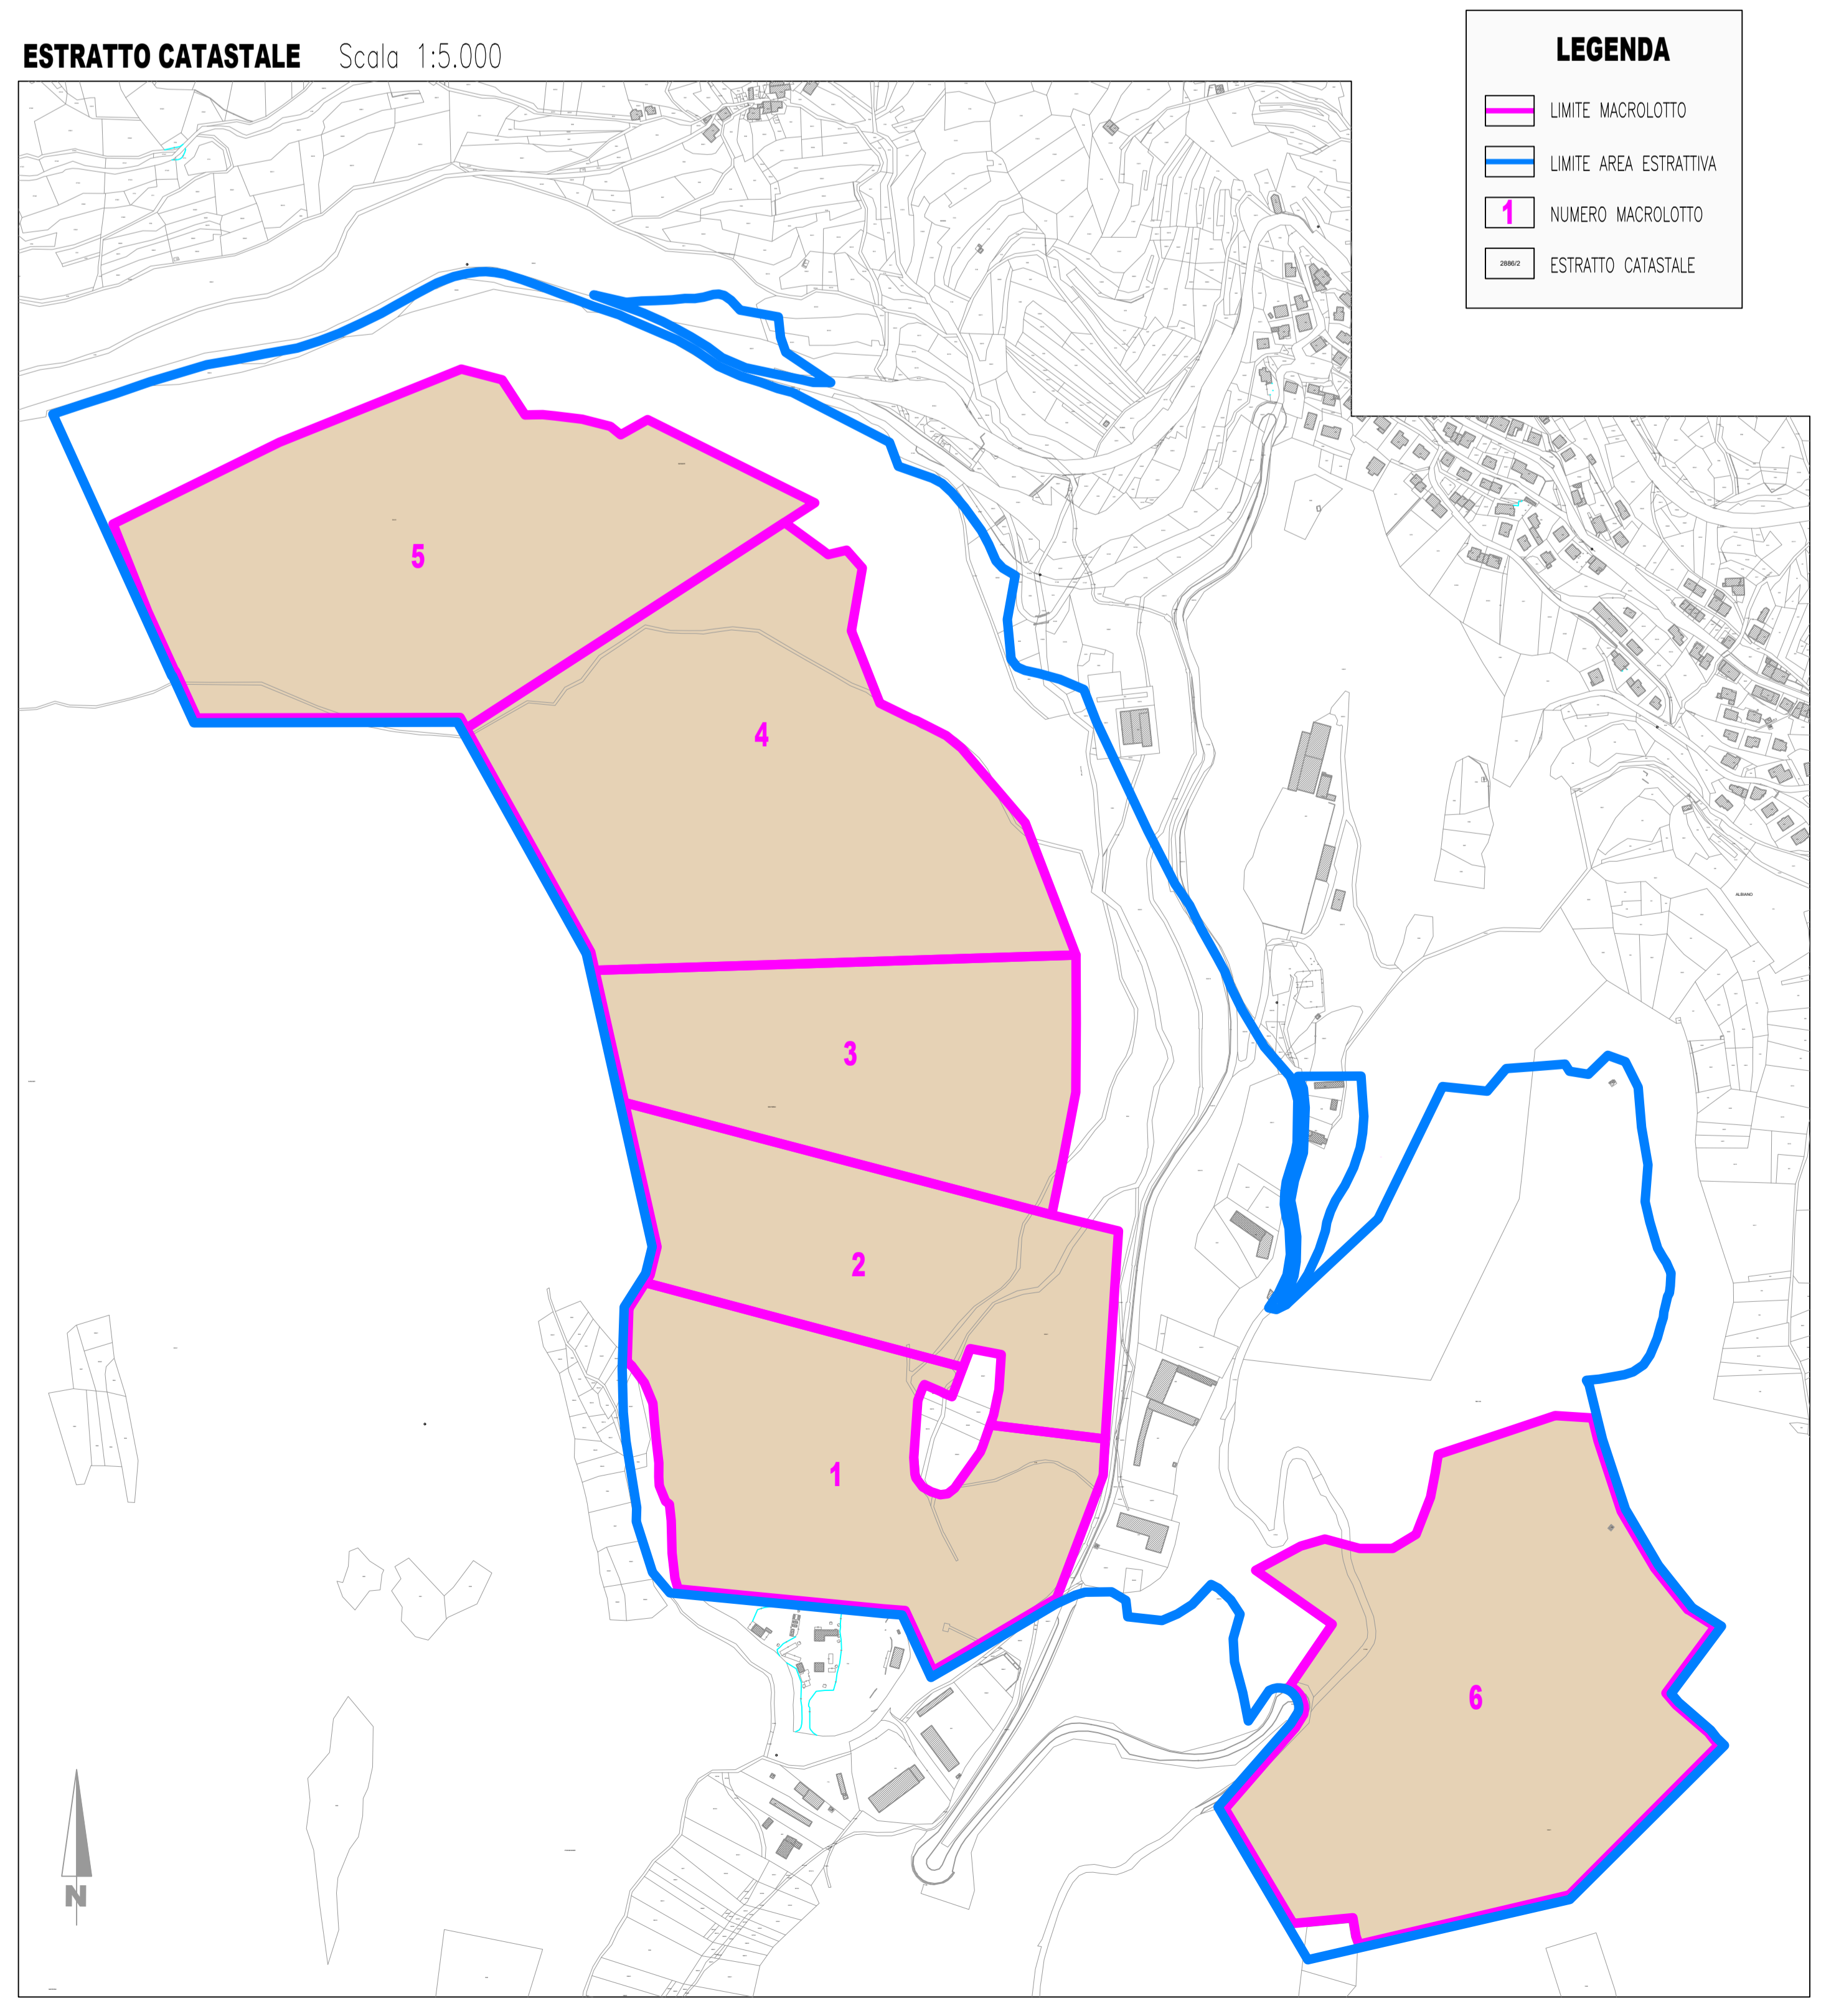 ESTRATTO CATASTALE Scala 1:5.000
LEGENDA
LIMITE MACROLOTTO
LIMITE AREA ESTRATTIVA
1 NUMERO MACROLOTTO
2886/2 ESTRATTO CATASTALE
5
4
ALBIANO
3
2
1
6
N